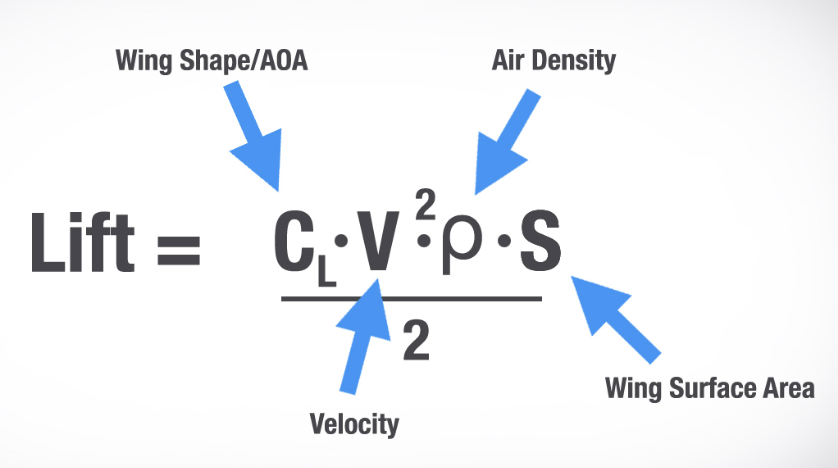 Wing Shape/AOA
Air Density
Lift = C_L·V²·ρ·S
2
Velocity
Wing Surface Area